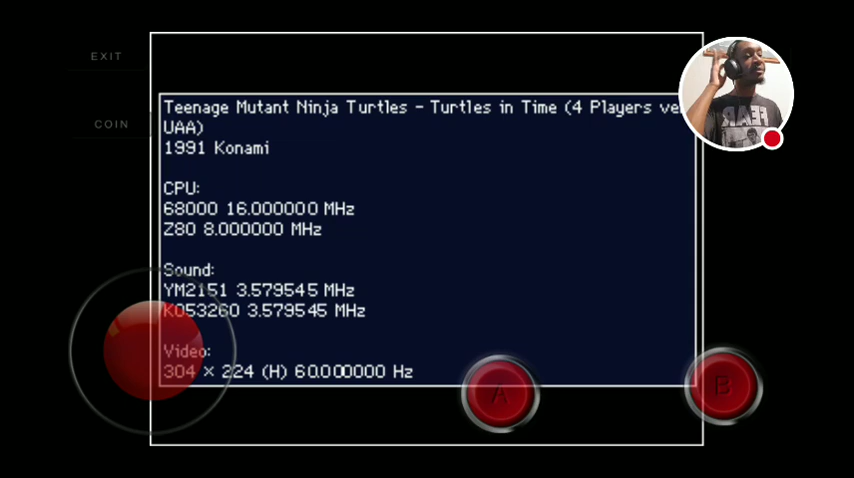 EXIT
COIN
Teenage Mutant Ninja Turtles - Turtles in Time (4 Players
UAA)
1991 Konami
CPU:
68000 16.000000 MHz
Z80 8.000000 MHz
Sound:
YM2151 3.579545 MHz
K053260 3.579545 MHz
Video:
304 × 224 (H) 60.000000 Hz
A
B
FEAR